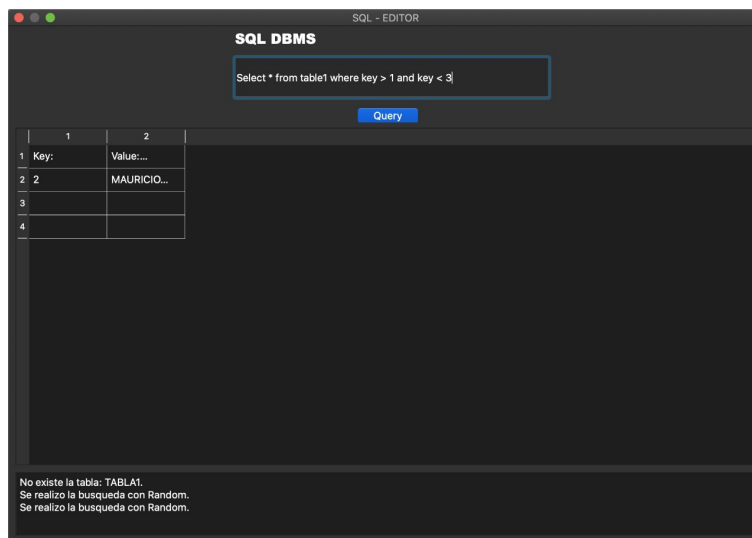 SQL - EDITOR
SQL DBMS
Select * from table1 where key > 1 and key < 3
Query
1 2
1 Key: Value:...
2 2 MAURICIO...
3
4
No existe la tabla: TABLA1.
Se realizo la busqueda con Random.
Se realizo la busqueda con Random.